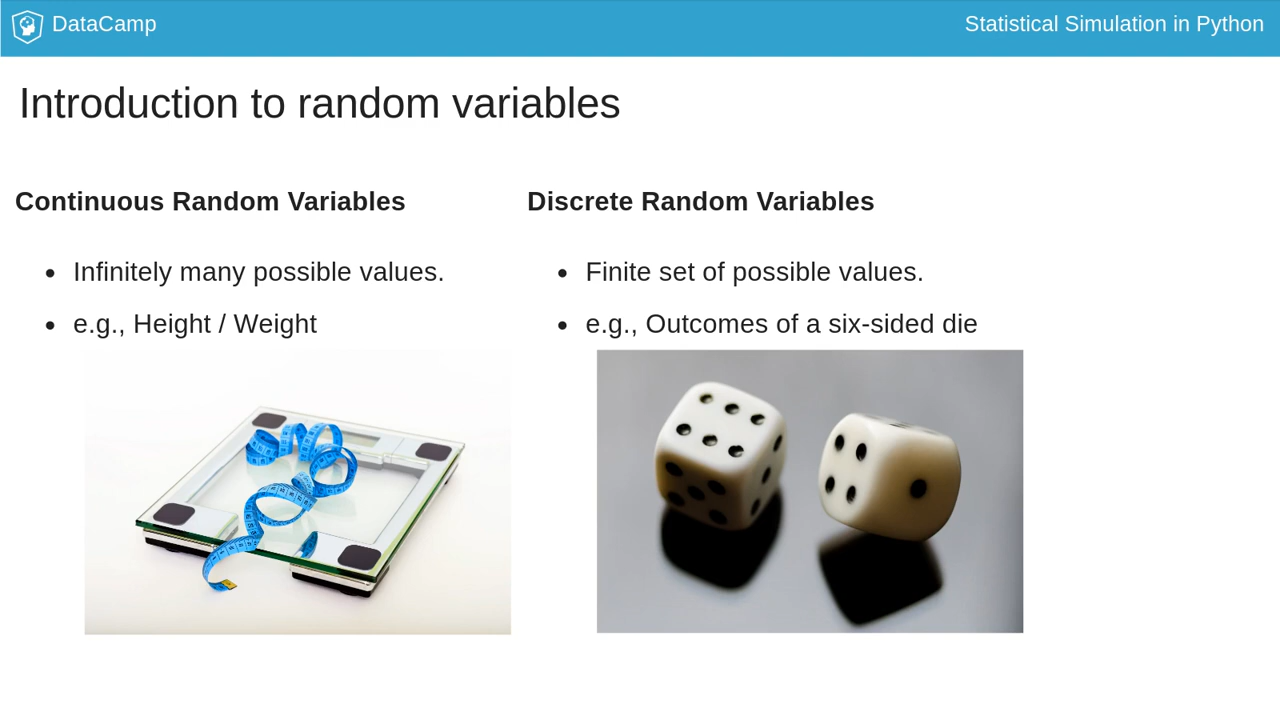 DataCamp
Statistical Simulation in Python
Introduction to random variables
Continuous Random Variables
• Infinitely many possible values.
• e.g., Height / Weight
Discrete Random Variables
• Finite set of possible values.
• e.g., Outcomes of a six-sided die